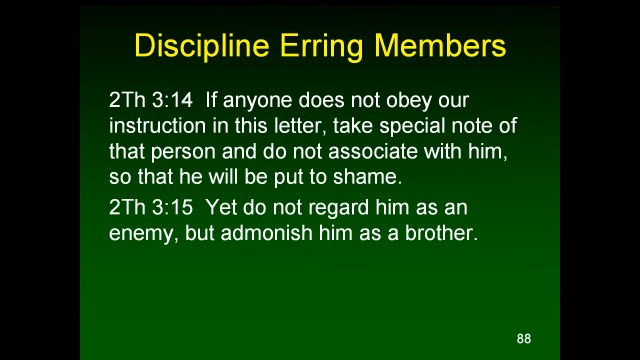 Discipline Erring Members
2Th 3:14  If anyone does not obey our
instruction in this letter, take special note of
that person and do not associate with him,
so that he will be put to shame.
2Th 3:15  Yet do not regard him as an
enemy, but admonish him as a brother.
88